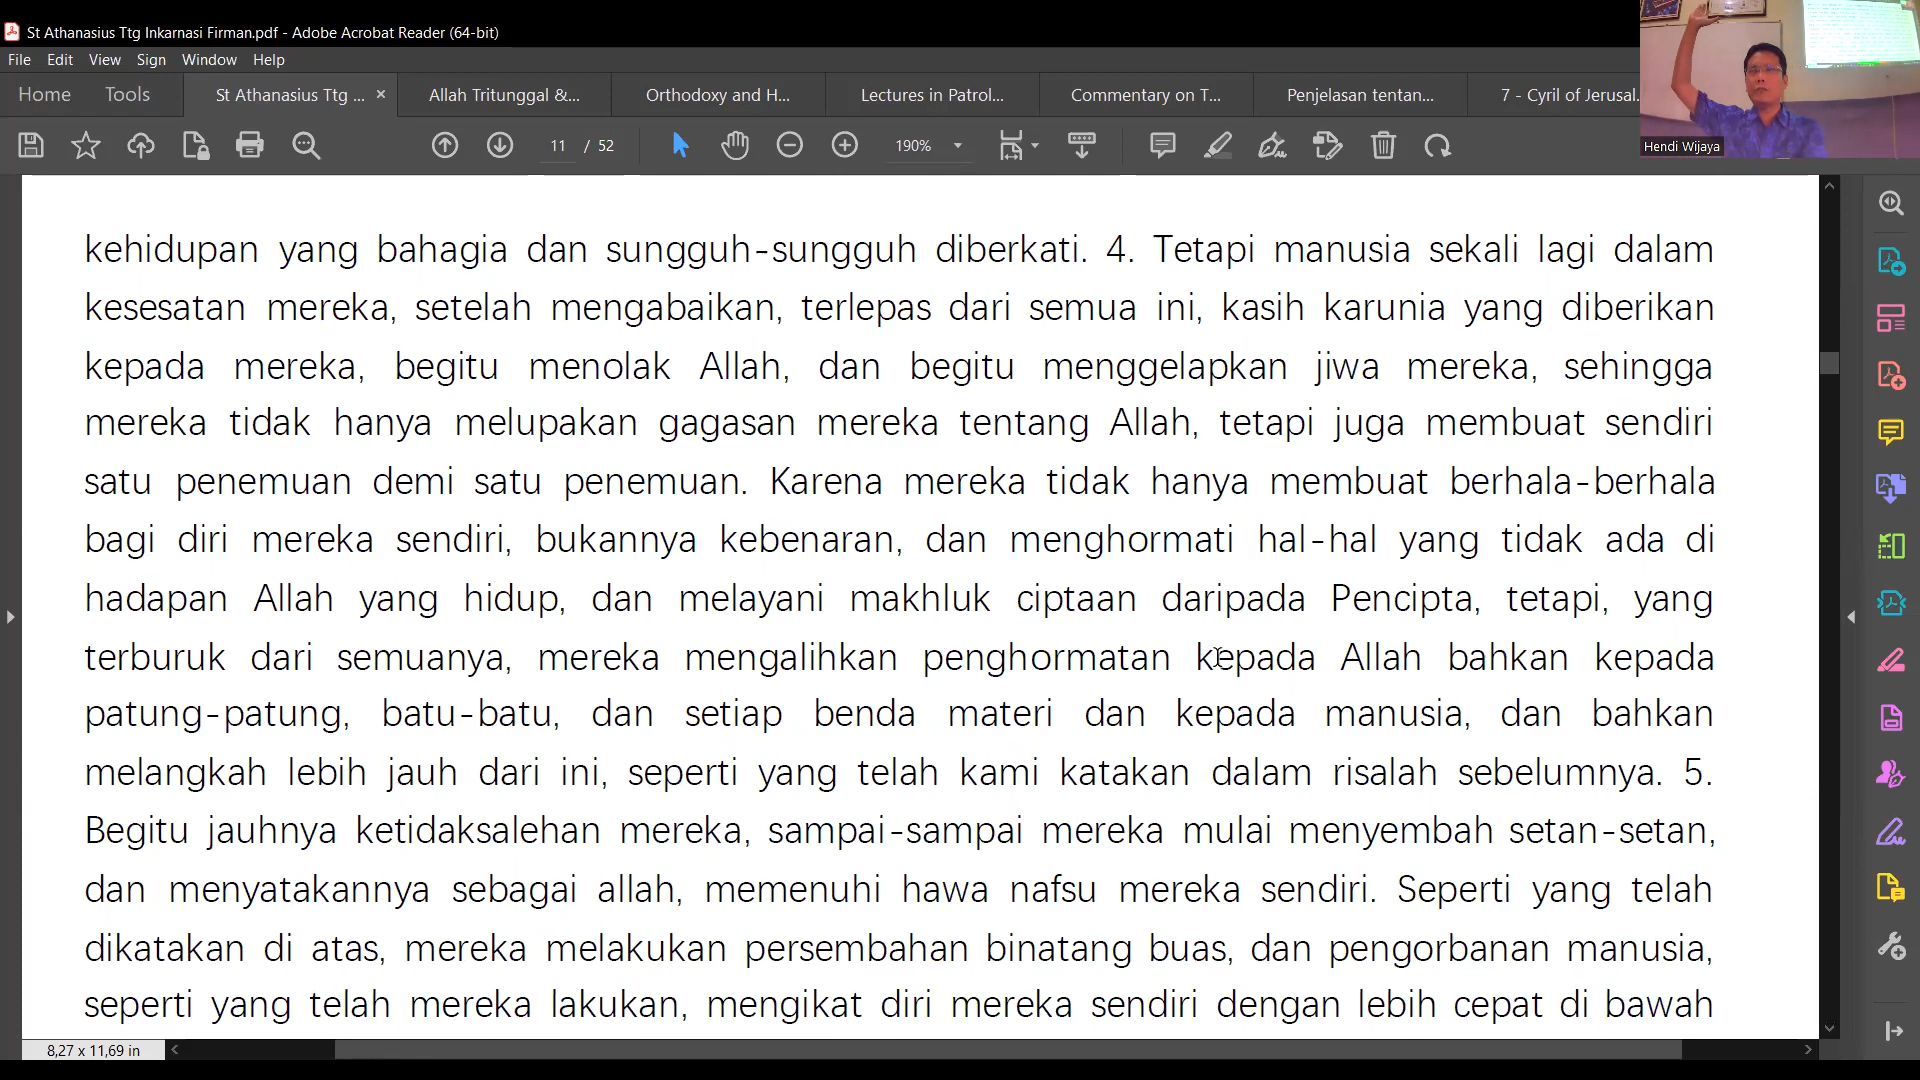 St Athanasius Ttg Inkarnasi Firman.pdf - Adobe Acrobat Reader (64-bit)
File Edit View Sign Window Help
Home Tools St Athanasius Ttg ... × Allah Tritunggal &... Orthodoxy and H... Lectures in Patrol... Commentary on T... Penjelasan tentan... 7 - Cyril of Jerusal.
11 / 52 190%
Hendi Wijaya
kehidupan yang bahagia dan sungguh-sungguh diberkati. 4. Tetapi manusia sekali lagi dalam
kesesatan mereka, setelah mengabaikan, terlepas dari semua ini, kasih karunia yang diberikan
kepada mereka, begitu menolak Allah, dan begitu menggelapkan jiwa mereka, sehingga
mereka tidak hanya melupakan gagasan mereka tentang Allah, tetapi juga membuat sendiri
satu penemuan demi satu penemuan. Karena mereka tidak hanya membuat berhala-berhala
bagi diri mereka sendiri, bukannya kebenaran, dan menghormati hal-hal yang tidak ada di
hadapan Allah yang hidup, dan melayani makhluk ciptaan daripada Pencipta, tetapi, yang
terburuk dari semuanya, mereka mengalihkan penghormatan kepada Allah bahkan kepada
patung-patung, batu-batu, dan setiap benda materi dan kepada manusia, dan bahkan
melangkah lebih jauh dari ini, seperti yang telah kami katakan dalam risalah sebelumnya. 5.
Begitu jauhnya ketidaksalehan mereka, sampai-sampai mereka mulai menyembah setan-setan,
dan menyatakannya sebagai allah, memenuhi hawa nafsu mereka sendiri. Seperti yang telah
dikatakan di atas, mereka melakukan persembahan binatang buas, dan pengorbanan manusia,
seperti yang telah mereka lakukan, mengikat diri mereka sendiri dengan lebih cepat di bawah
8,27 x 11,69 in